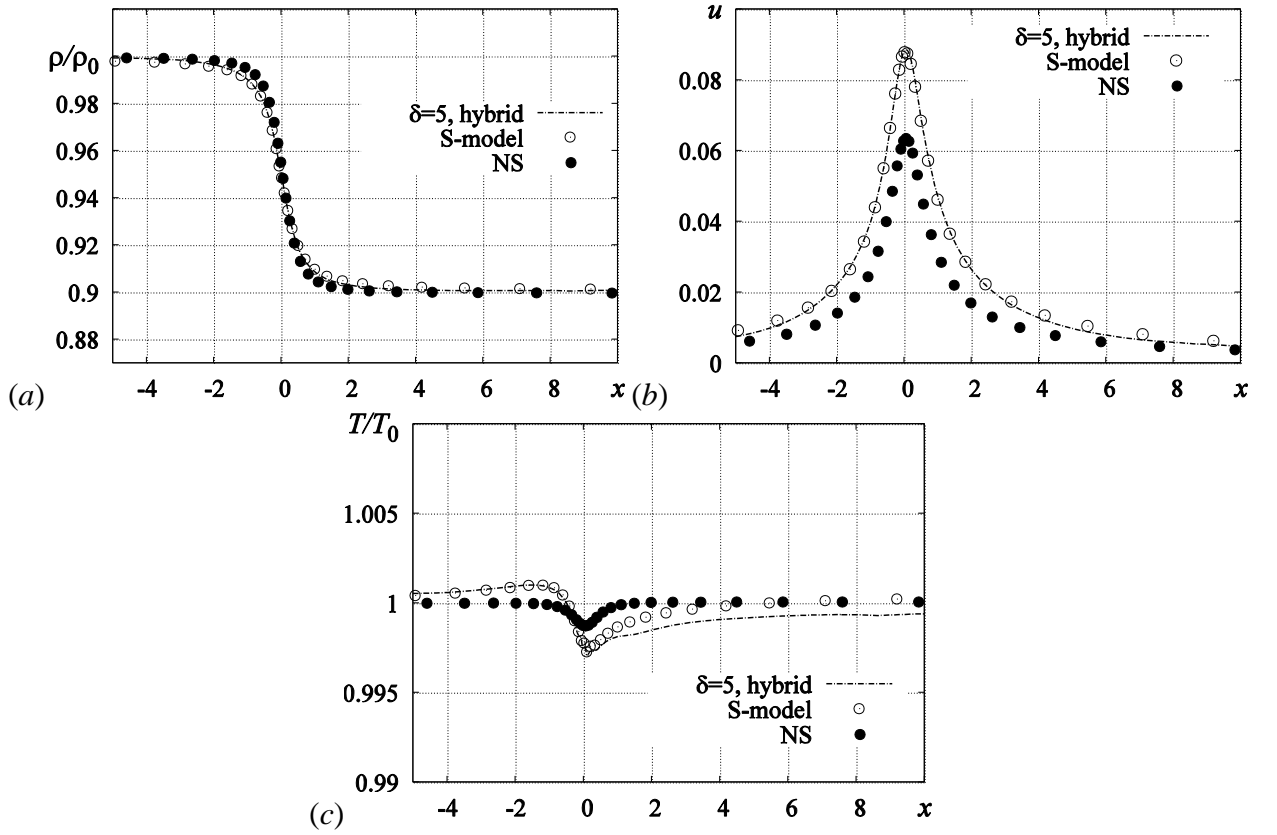 ρ/ρ0
0.98
0.96
0.94
0.92
0.9
0.88
-4 -2 0 2 4 6 8 x
δ=5, hybrid
S-model
NS
(a)
u
0.08
0.06
0.04
0.02
0
-4 -2 0 2 4 6 8 x
δ=5, hybrid
S-model
NS
(b)
T/T0
1.005
1
0.995
0.99
-4 -2 0 2 4 6 8 x
δ=5, hybrid
S-model
NS
(c)